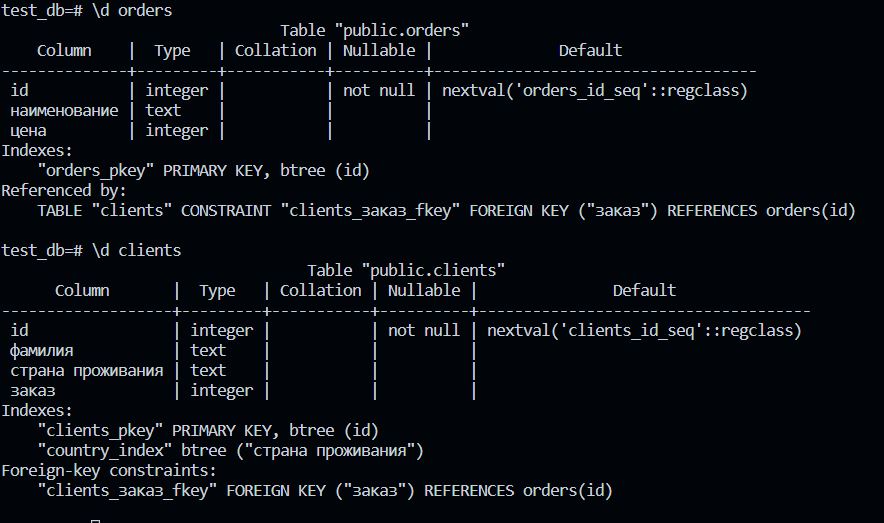 test_db=# \d orders
                            Table "public.orders"
    Column    |  Type   | Collation | Nullable |              Default
--------------+---------+-----------+----------+------------------------------------
 id           | integer |           | not null | nextval('orders_id_seq'::regclass)
 наименование | text    |           |          |
 цена         | integer |           |          |
Indexes:
    "orders_pkey" PRIMARY KEY, btree (id)
Referenced by:
    TABLE "clients" CONSTRAINT "clients_заказ_fkey" FOREIGN KEY ("заказ") REFERENCES orders(id)

test_db=# \d clients
                               Table "public.clients"
      Column       |  Type   | Collation | Nullable |               Default
-------------------+---------+-----------+----------+-------------------------------------
 id                | integer |           | not null | nextval('clients_id_seq'::regclass)
 фамилия           | text    |           |          |
 страна проживания | text    |           |          |
 заказ             | integer |           |          |
Indexes:
    "clients_pkey" PRIMARY KEY, btree (id)
    "country_index" btree ("страна проживания")
Foreign-key constraints:
    "clients_заказ_fkey" FOREIGN KEY ("заказ") REFERENCES orders(id)